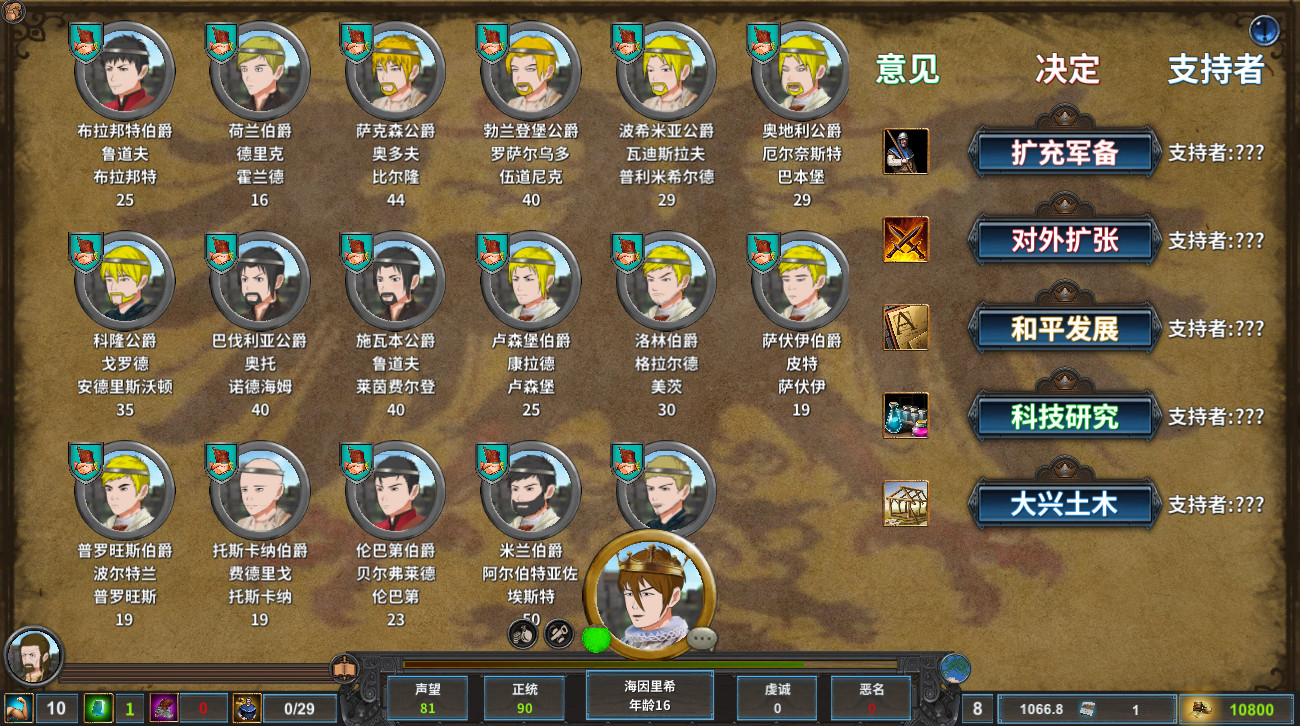 意见 决定 支持者
布拉邦特伯爵 荷兰伯爵 萨克森公爵 勃兰登堡公爵 波希米亚公爵 奥地利公爵
鲁道夫 德里克 奥多夫 罗萨尔乌多 瓦迪斯拉夫 厄尔奈斯特
布拉邦特 霍兰德 比尔隆 伍道尼克 普利米希尔德 巴本堡
25 16 44 40 29 29
扩充军备 支持者:???
对外扩张 支持者:???
科隆公爵 巴伐利亚公爵 施瓦本公爵 卢森堡伯爵 洛林伯爵 萨伏伊伯爵
戈罗德 奥托 鲁道夫 康拉德 格拉尔德 皮特
安德里斯沃顿 诺德海姆 莱茵费尔登 卢森堡 美茨 萨伏伊
35 40 40 25 30 19
和平发展 支持者:???
科技研究 支持者:???
大兴土木 支持者:???
普罗旺斯伯爵 托斯卡纳伯爵 伦巴第伯爵 米兰伯爵
波尔特兰 费德里戈 贝尔弗莱德 阿尔伯特亚佐
普罗旺斯 托斯卡纳 伦巴第 埃斯特
19 19 23 50
声望 正统 海因里希 虔诚 恶名
81 90 年龄16 0 0
10 1 0 0/29 8 1066.8 1 10800